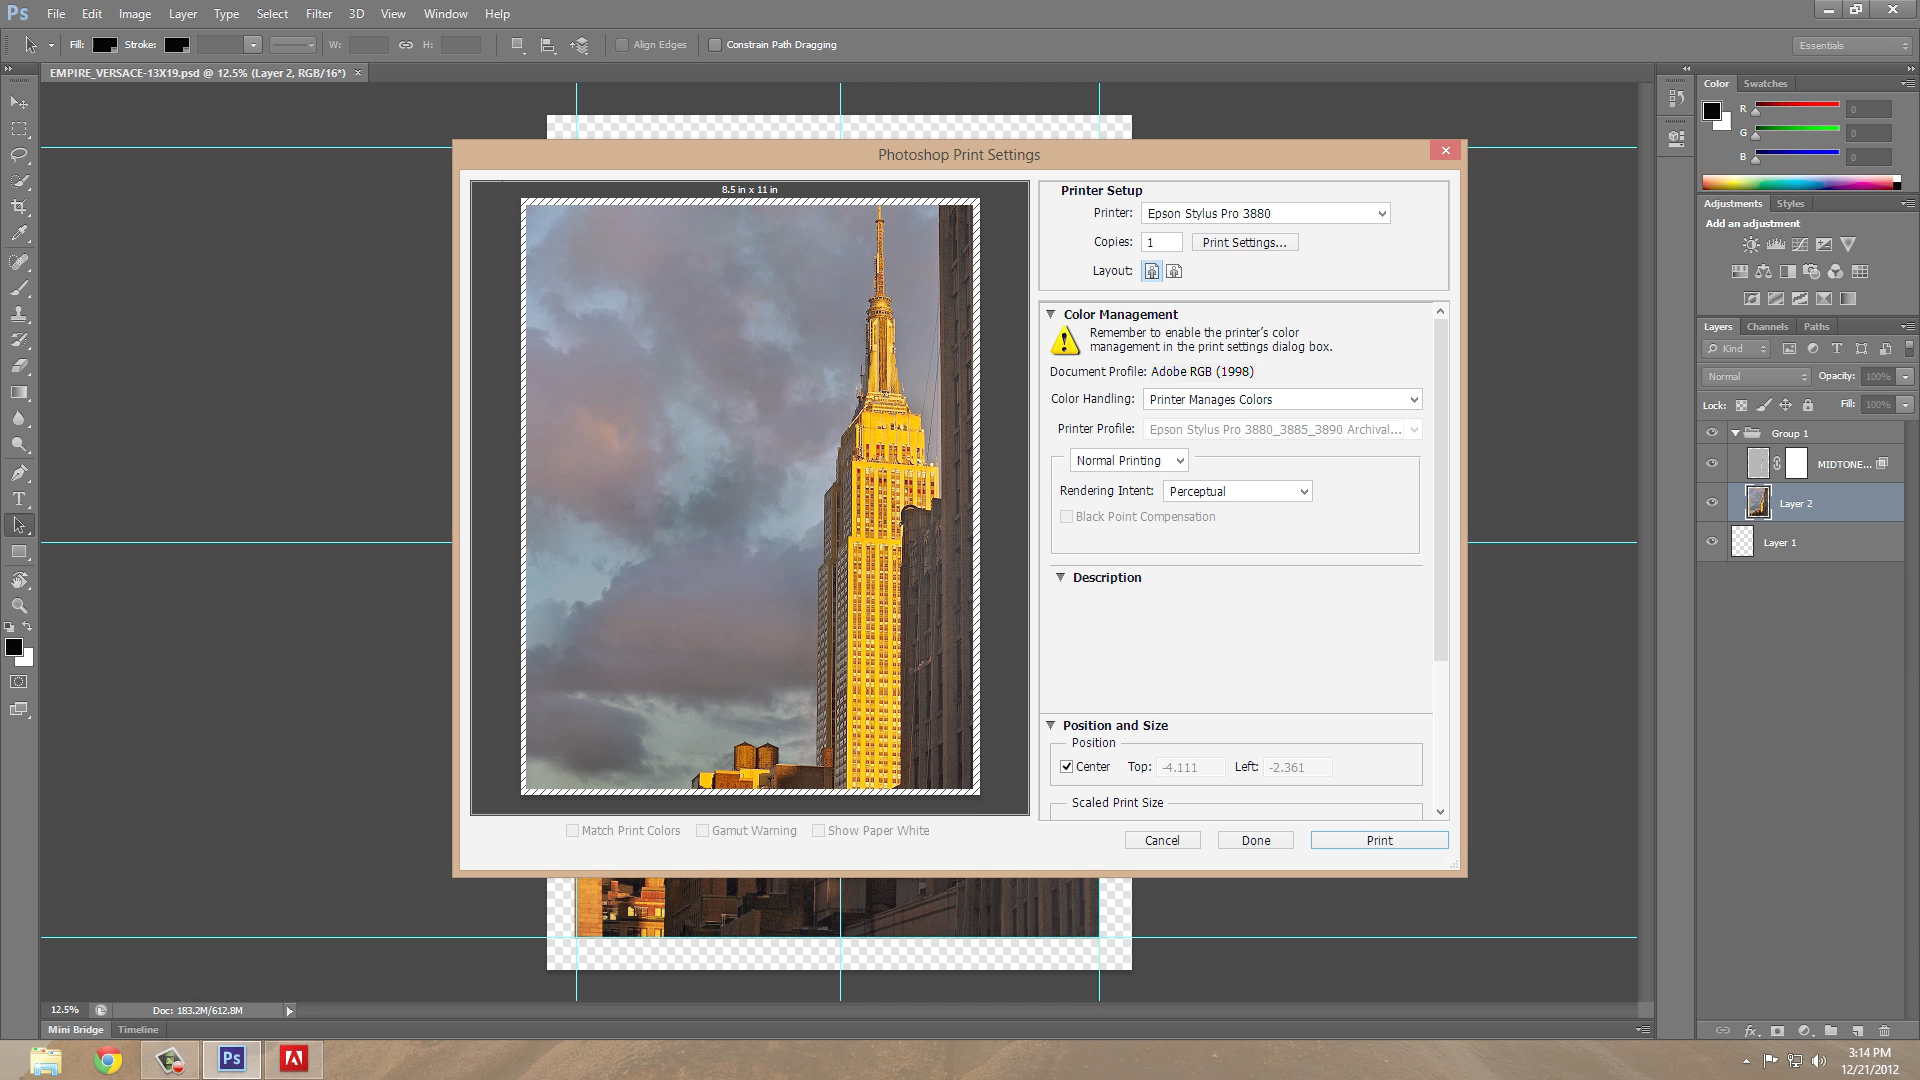 Ps File Edit Image Layer Type Select Filter 3D View Window Help
Fill: Stroke: W: H: Align Edges Constrain Path Dragging Essentials
EMPIRE_VERSACE-13X19.psd @ 12.5% (Layer 2, RGB/16*) ×
Photoshop Print Settings
8.5 in x 11 in
Printer Setup
Printer: Epson Stylus Pro 3880
Copies: 1 Print Settings...
Layout:
Color Management
Remember to enable the printer's color
management in the print settings dialog box.
Document Profile: Adobe RGB (1998)
Color Handling: Printer Manages Colors
Printer Profile: Epson Stylus Pro 3880_3885_3890 Archival...
Normal Printing
Rendering Intent: Perceptual
Black Point Compensation
Description
Position and Size
Position
Center Top: -4.111 Left: -2.361
Scaled Print Size
Match Print Colors Gamut Warning Show Paper White
Cancel Done Print
Color Swatches
R 0
G 0
B 0
Adjustments Styles
Add an adjustment
Layers Channels Paths
Kind
Normal Opacity: 100%
Lock: Fill: 100%
Group 1
MIDTONE...
Layer 2
Layer 1
fx
12.5% Doc: 183.2M/612.8M
Mini Bridge Timeline
Ps
3:14 PM
12/21/2012